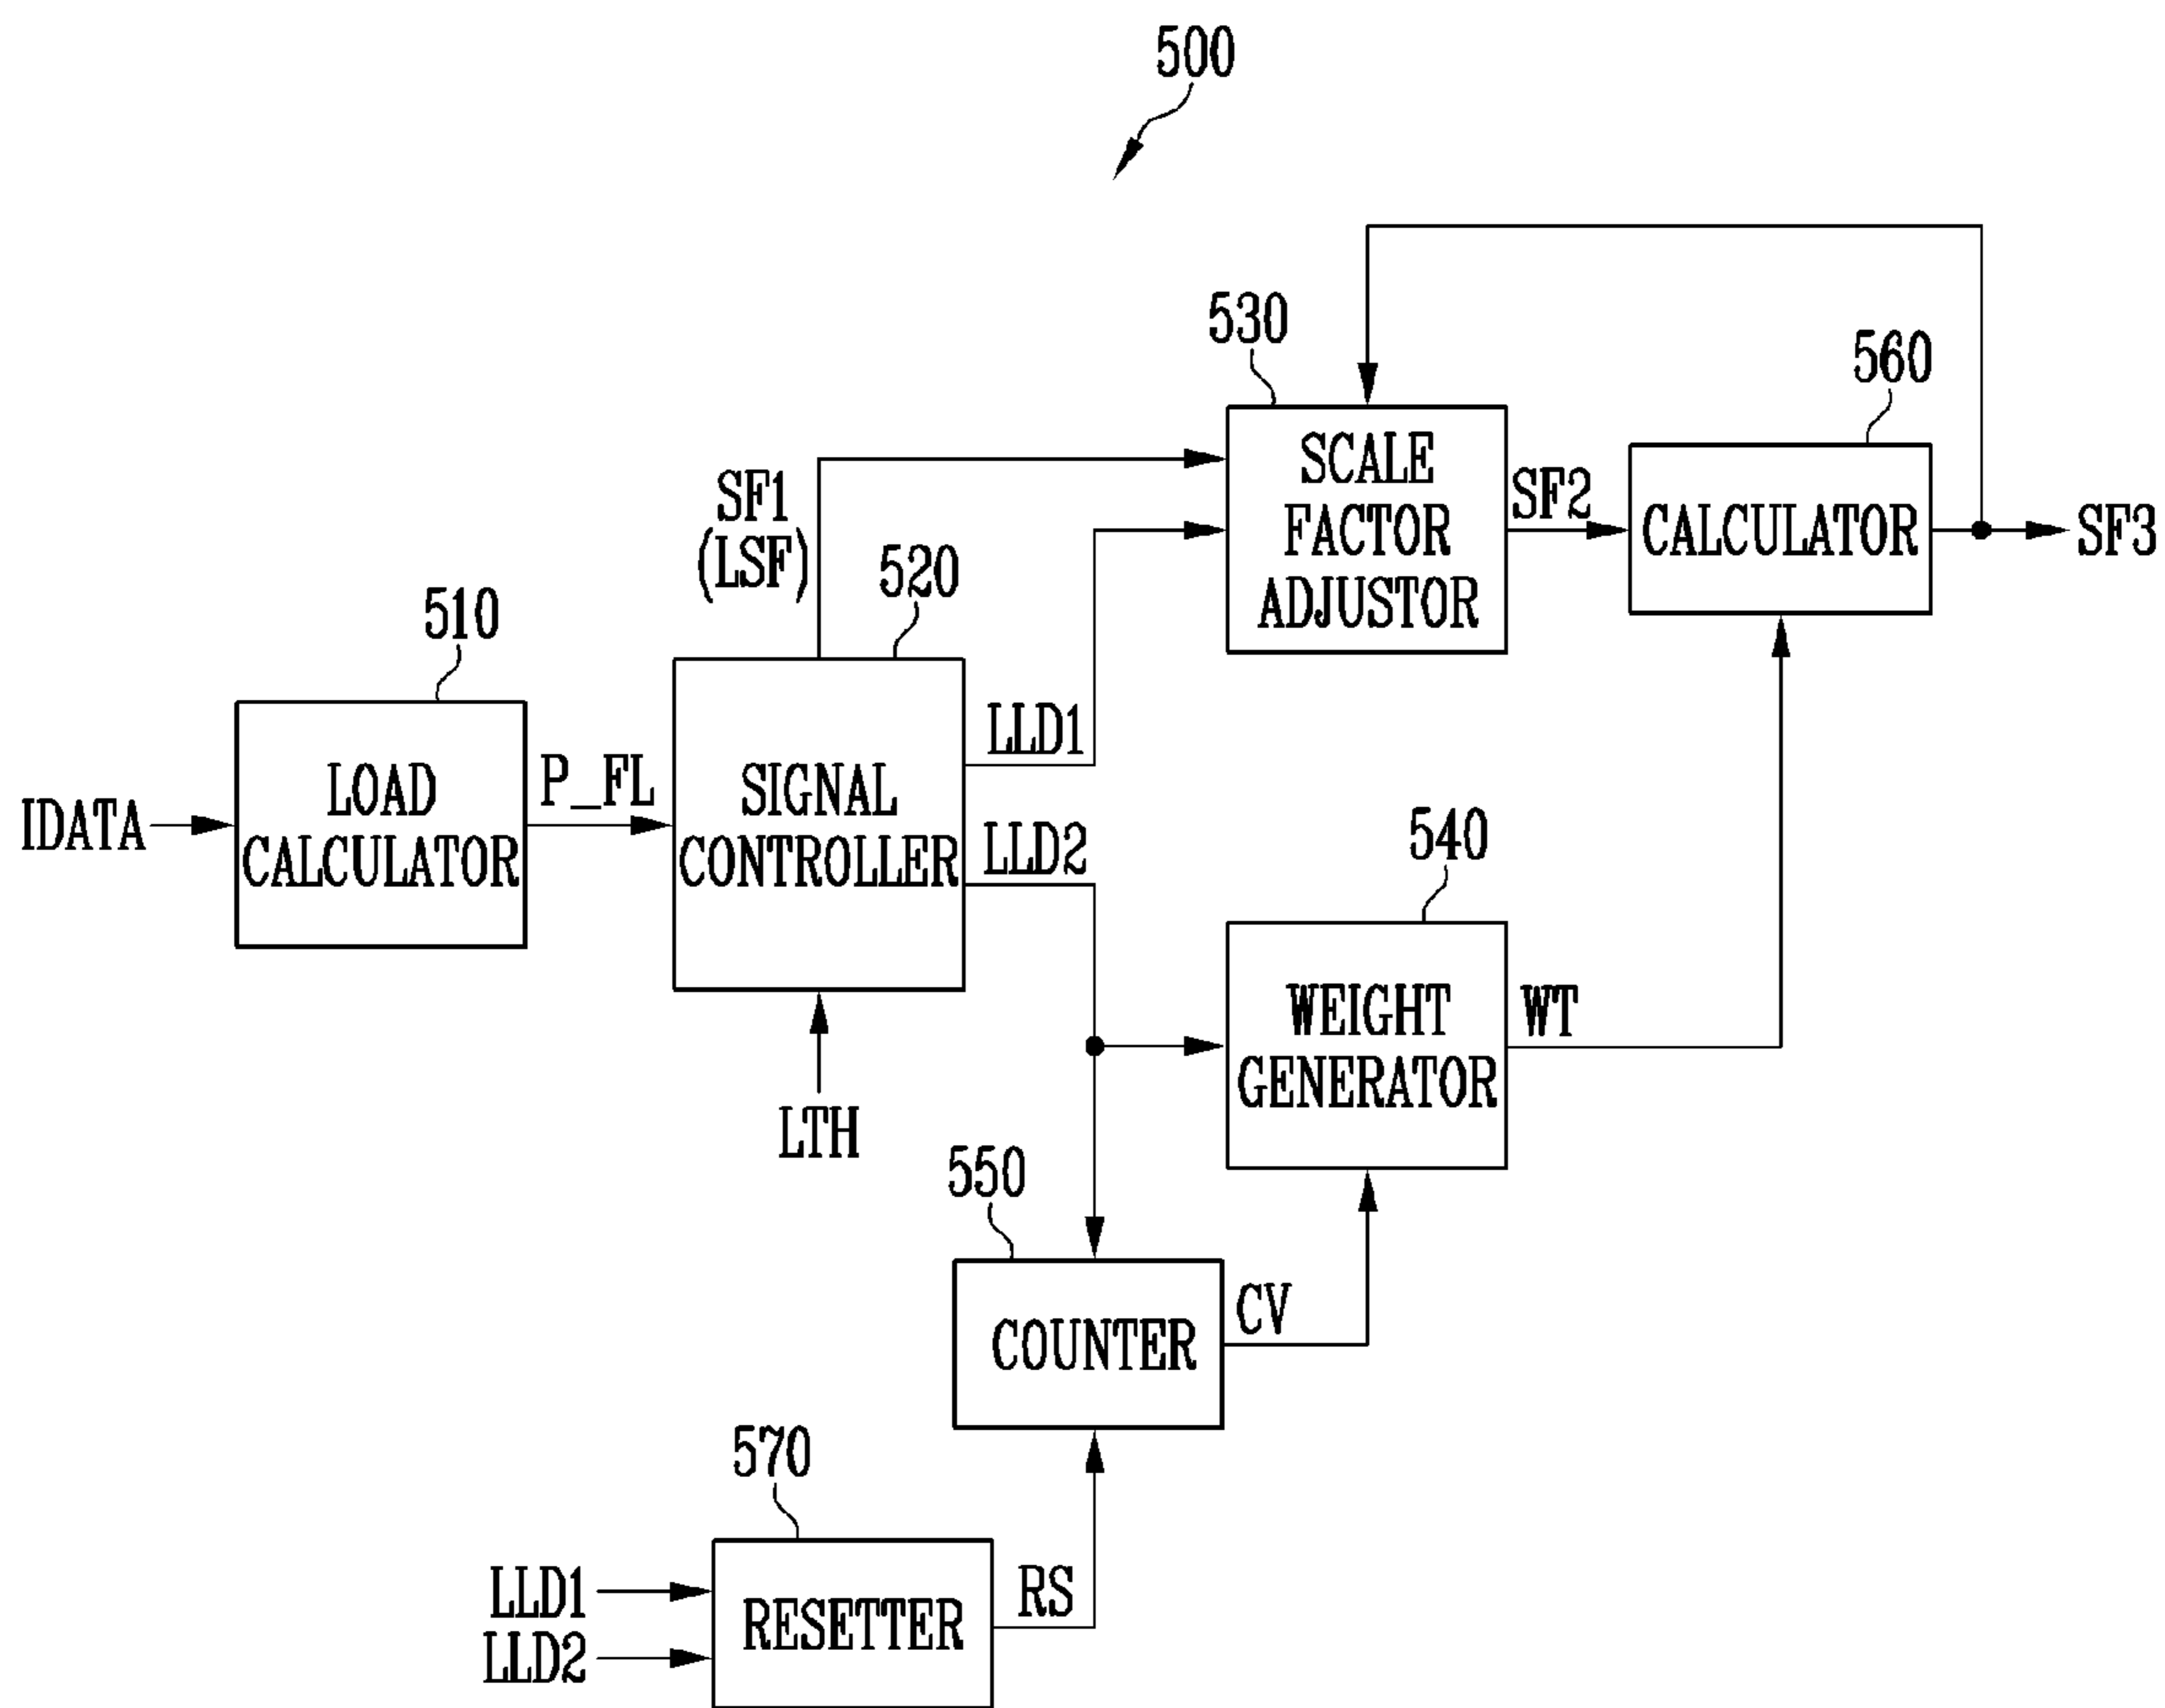 500
530
560
SCALE
FACTOR
ADJUSTOR
SF2
CALCULATOR
SF3
SF1
(LSF)
520
510
LLD1
IDATA
LOAD
CALCULATOR
P_FL
SIGNAL
CONTROLLER
LLD2
540
WEIGHT
GENERATOR
WT
LTH
550
COUNTER
CV
570
LLD1
LLD2
RESETTER
RS